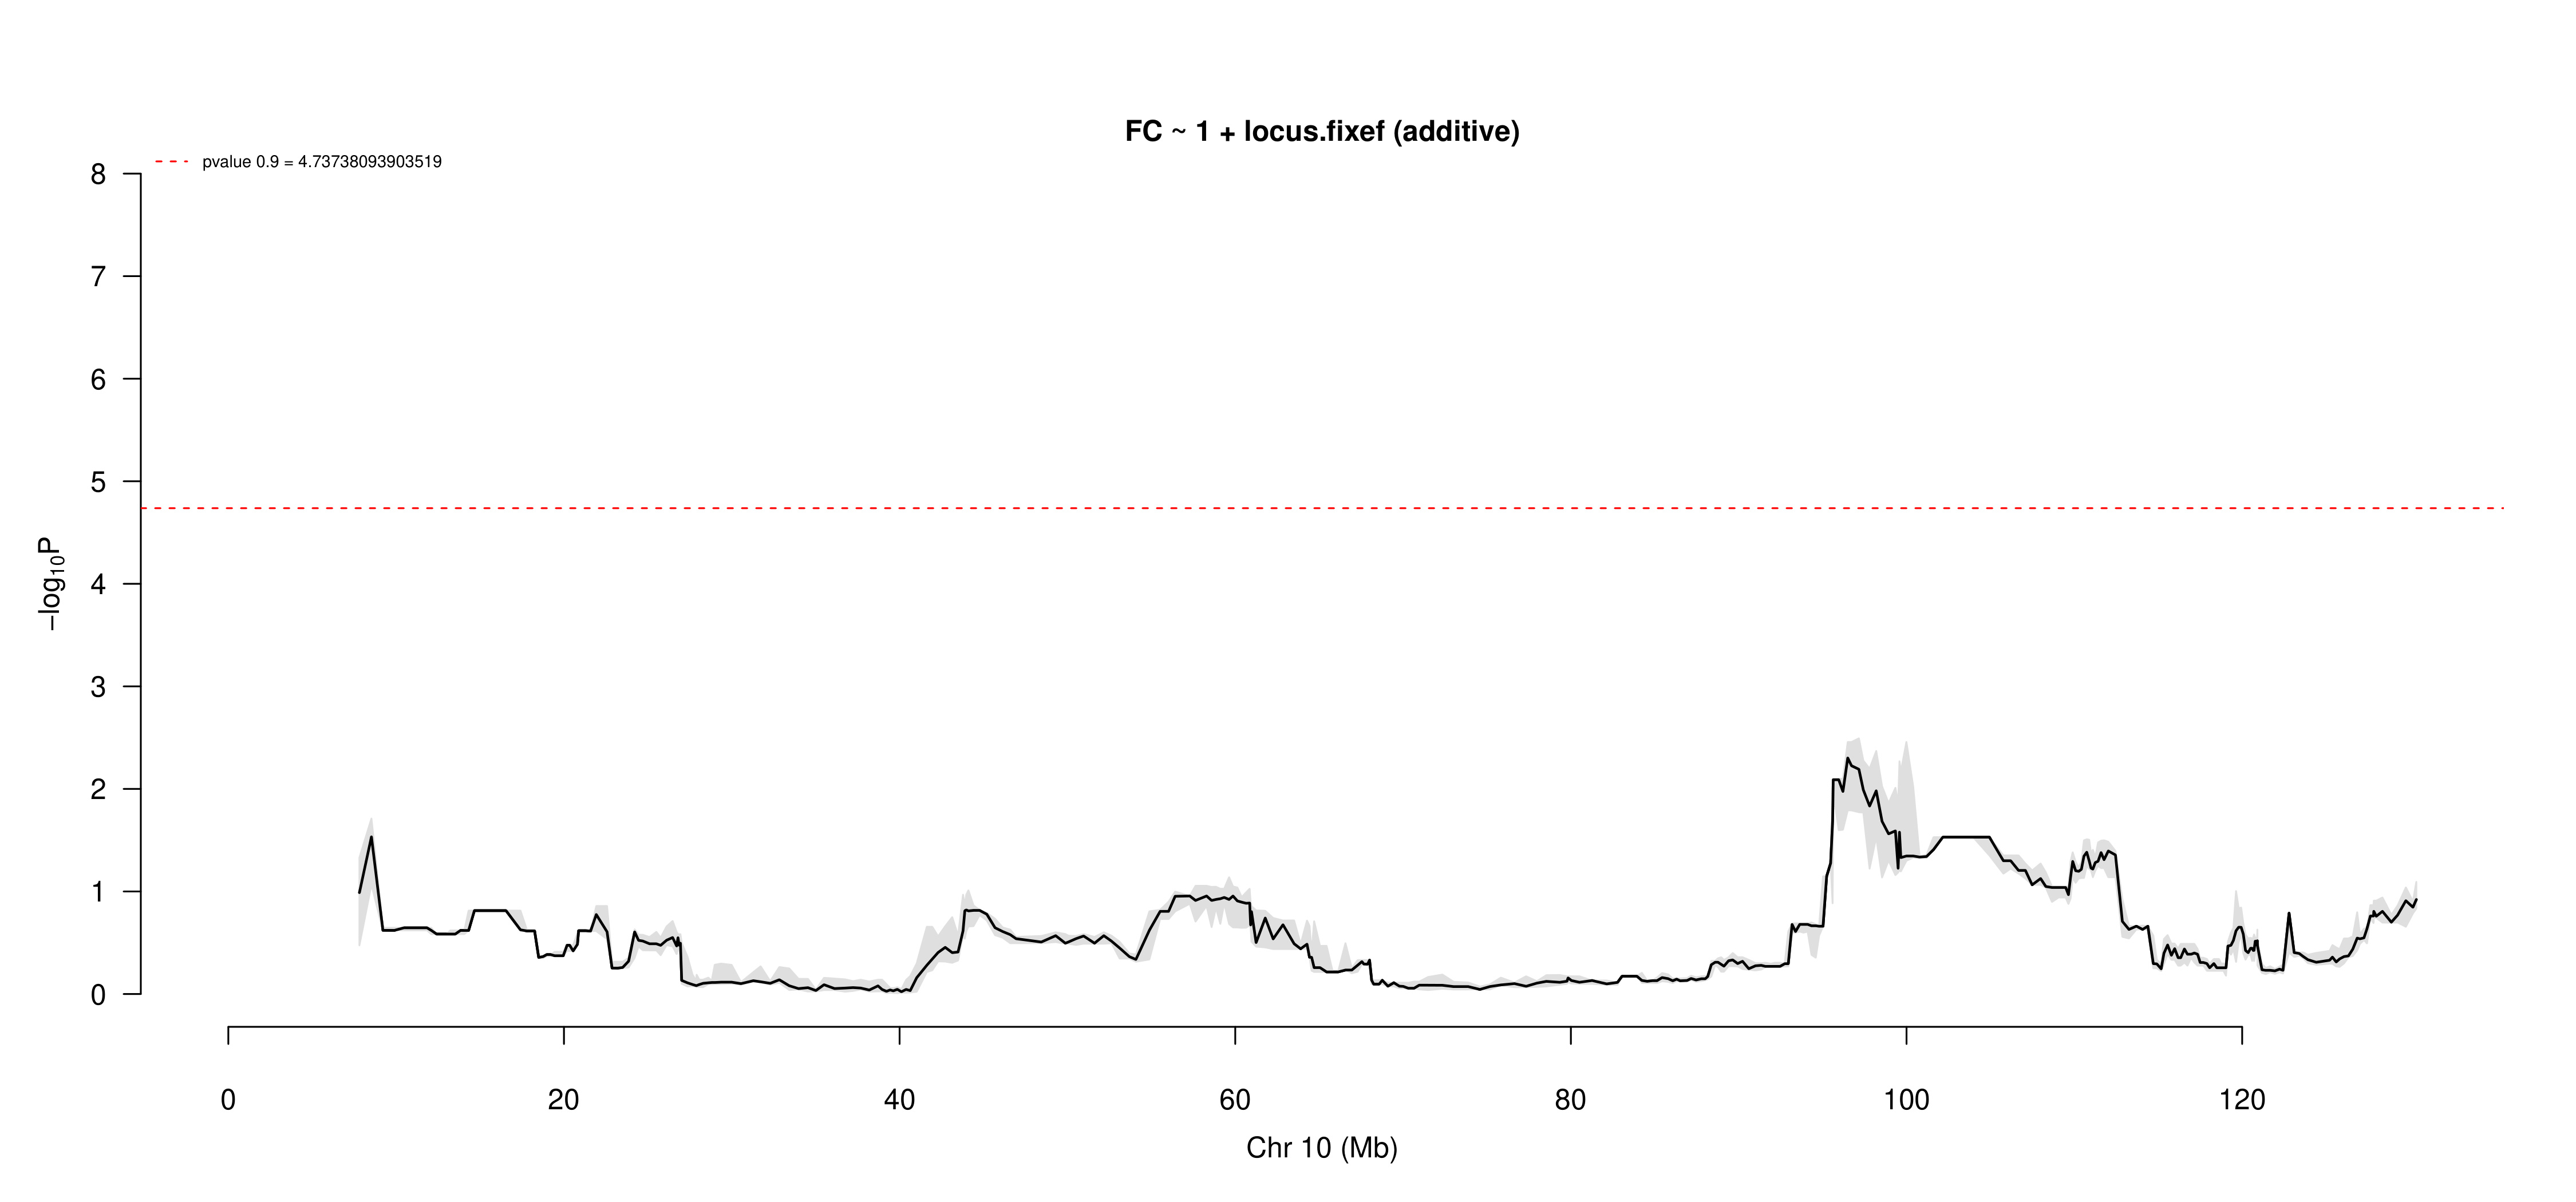 FC ~ 1 + locus.fixef (additive)
pvalue 0.9 = 4.73738093903519
8
7
6
5
4
3
2
1
0
−log10P
0 20 40 60 80 100 120
Chr 10 (Mb)